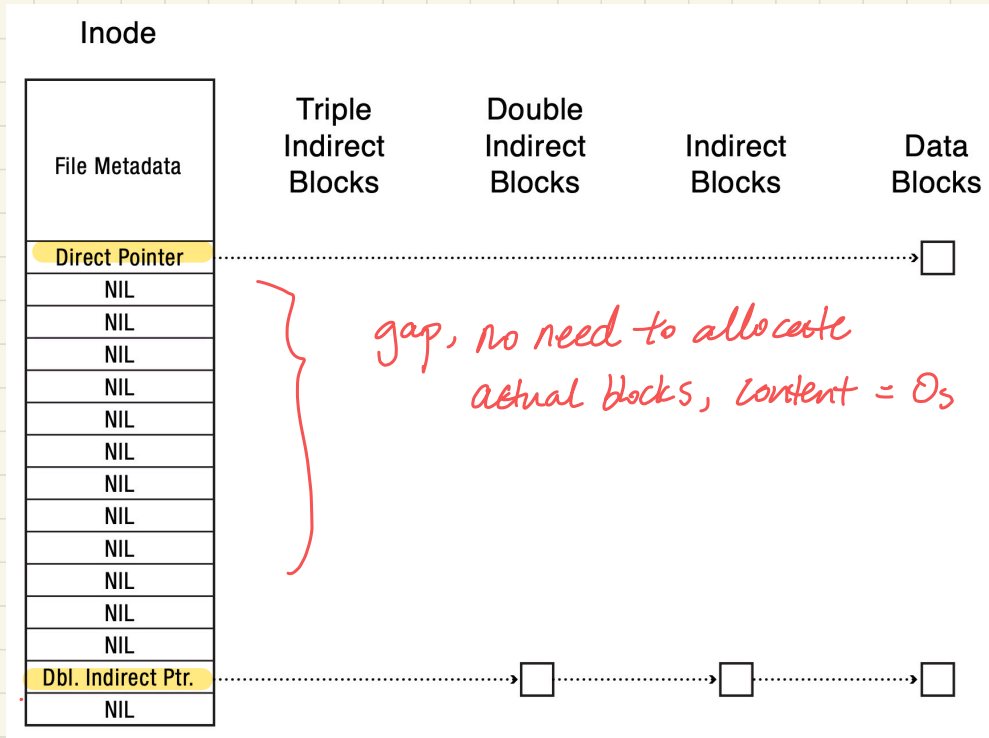 Inode
Triple
Indirect
Blocks
Double
Indirect
Blocks
Indirect
Blocks
Data
Blocks
File Metadata
Direct Pointer
NIL
NIL
NIL
NIL
NIL
NIL
NIL
NIL
NIL
NIL
NIL
NIL
Dbl. Indirect Ptr.
NIL
gap, no need to allocate
actual blocks, content = 0s